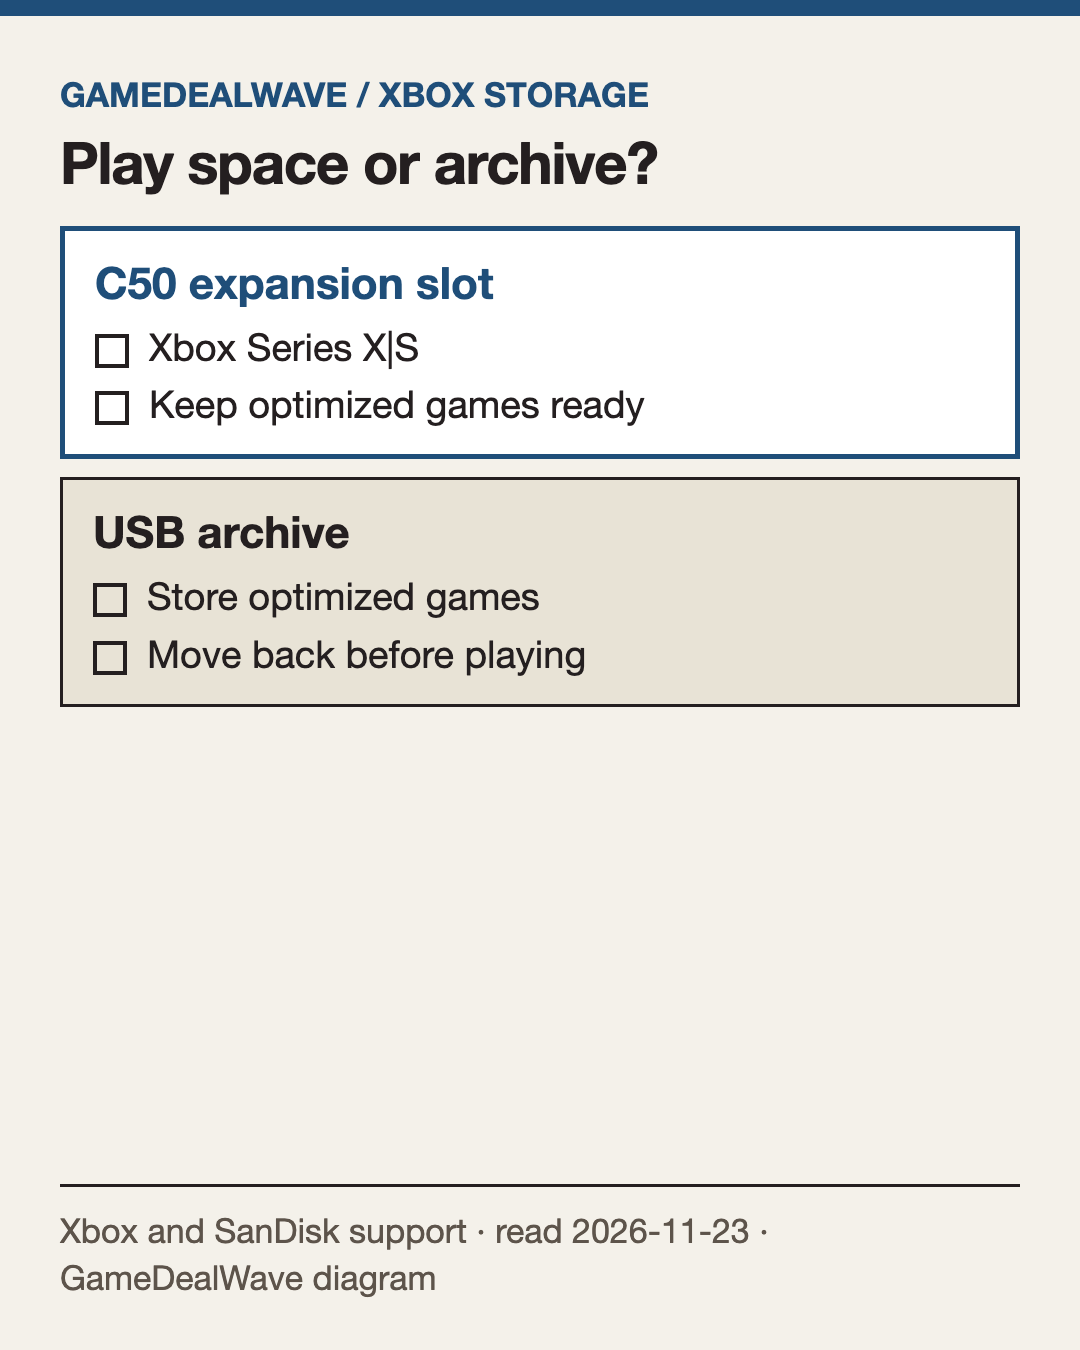 GAMEDEALWAVE / XBOX STORAGE
Play space or archive?
C50 expansion slot
Xbox Series X|S
Keep optimized games ready
USB archive
Store optimized games
Move back before playing
Xbox and SanDisk support · read 2026-11-23 ·
GameDealWave diagram